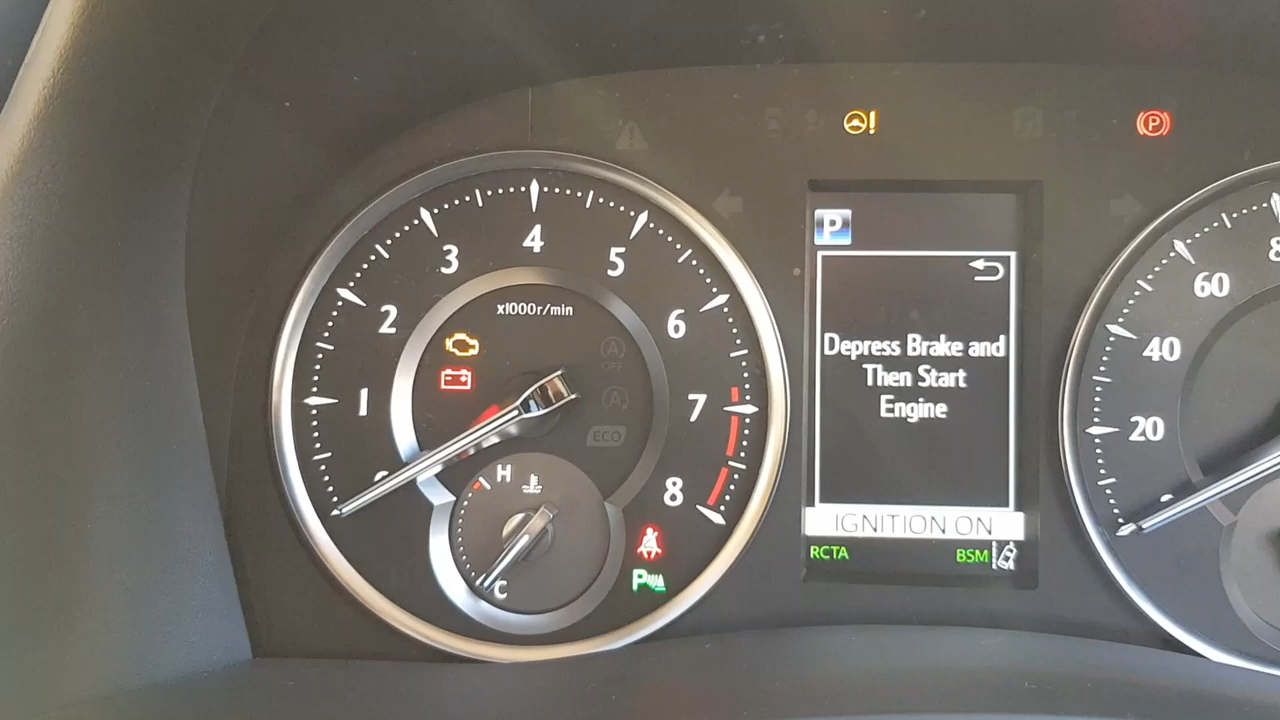 P
P
Depress Brake and
Then Start
Engine
IGNITION ON
RCTA
BSM
x1000r/min
1
2
3
4
5
6
7
8
A
OFF
A
ECO
H
C
P
20
40
60